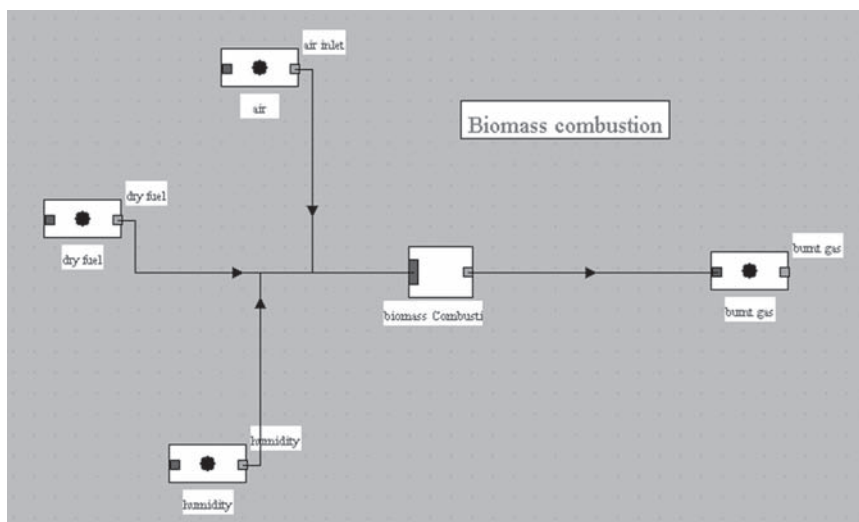 air inlet
air
Biomass combustion
dry fuel
dry fuel
burnt gas
biomass Combusti
burnt gas
humidity
humidity